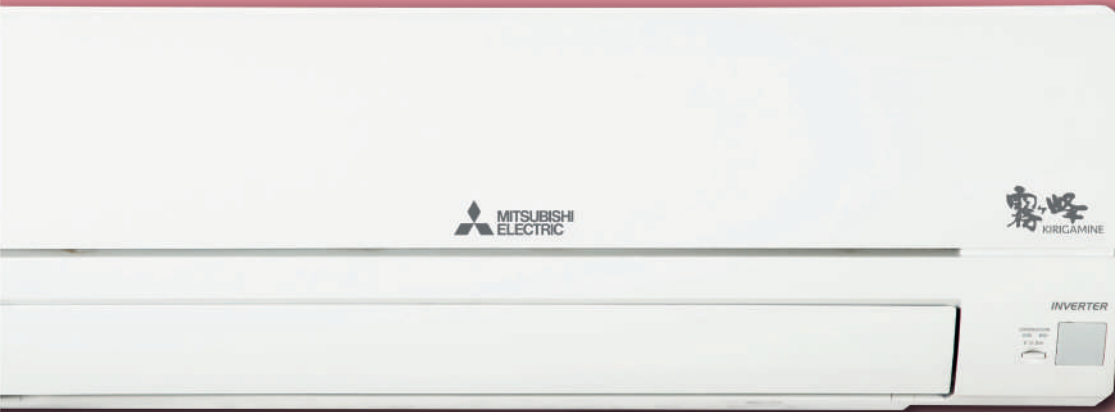 MITSUBISHI
ELECTRIC
霧ヶ峰
KIRIGAMINE
INVERTER